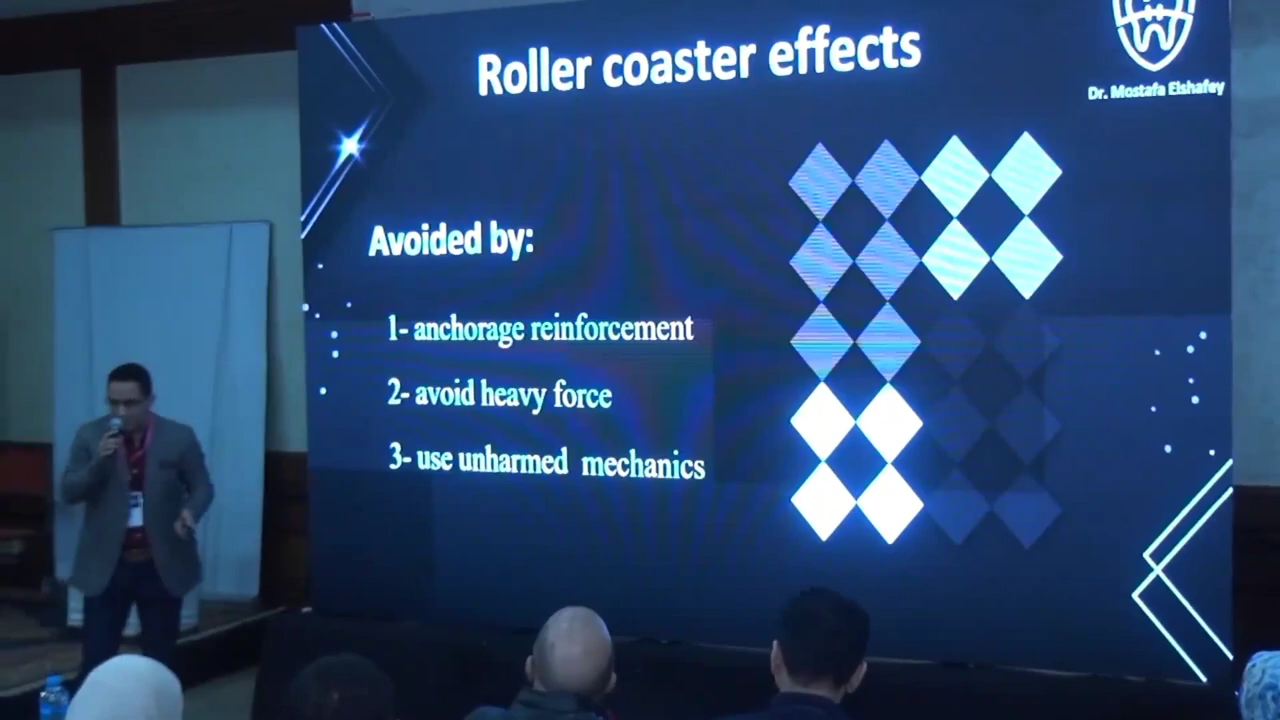 Roller coaster effects
Dr. Mostafa Elshafey
Avoided by:
1- anchorage reinforcement
2- avoid heavy force
3- use unharmed mechanics